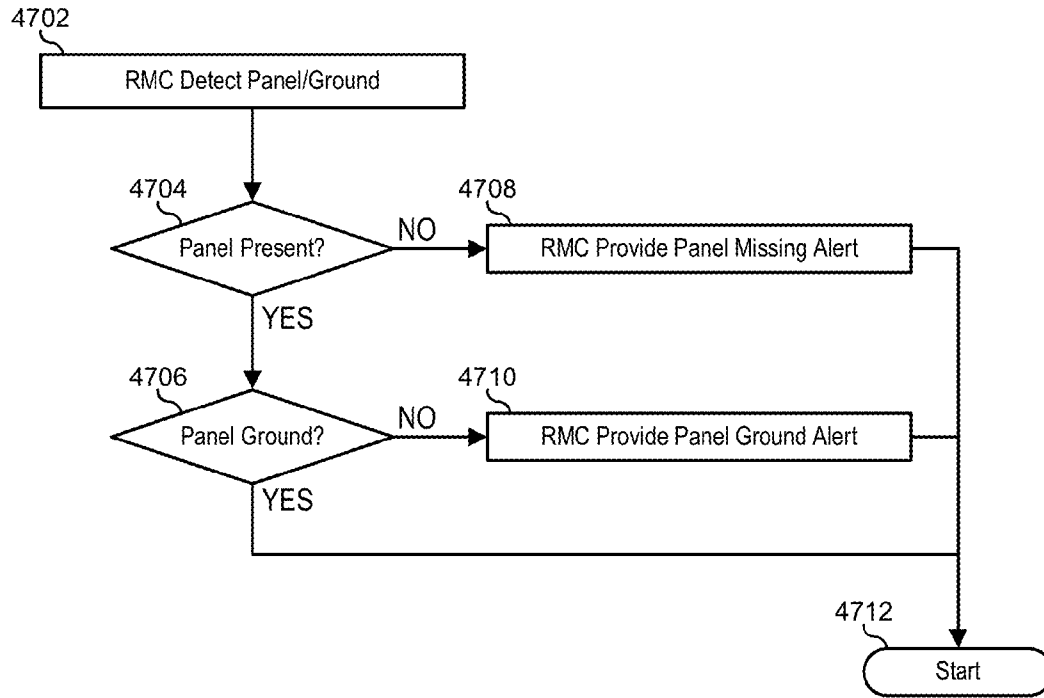 4702
RMC Detect Panel/Ground
4704
Panel Present?
NO
4708
RMC Provide Panel Missing Alert
YES
4706
Panel Ground?
NO
4710
RMC Provide Panel Ground Alert
YES
4712
Start